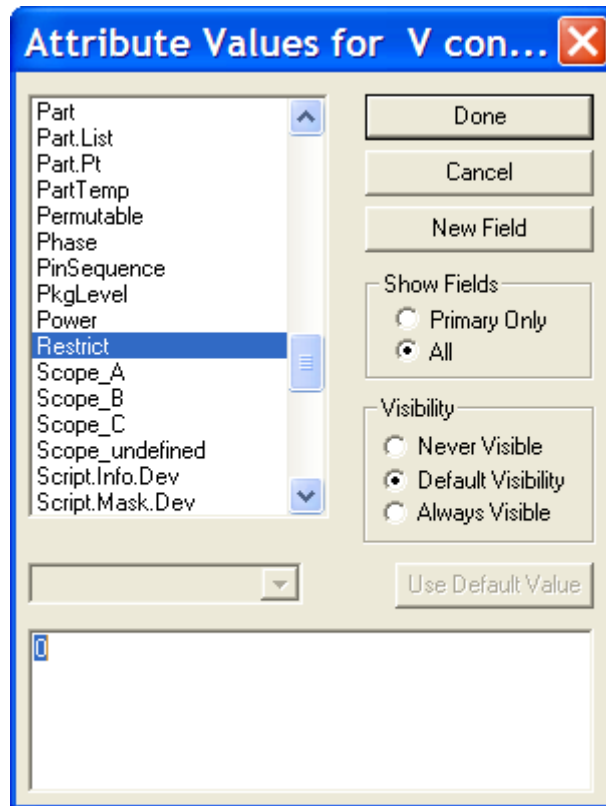 Attribute Values for V con...
Part
Part.List
Part.Pt
PartTemp
Permutable
Phase
PinSequence
PkgLevel
Power
Restrict
Scope_A
Scope_B
Scope_C
Scope_undefined
Script.Info.Dev
Script.Mask.Dev
Done
Cancel
New Field
Show Fields
Primary Only
All
Visibility
Never Visible
Default Visibility
Always Visible
Use Default Value
0